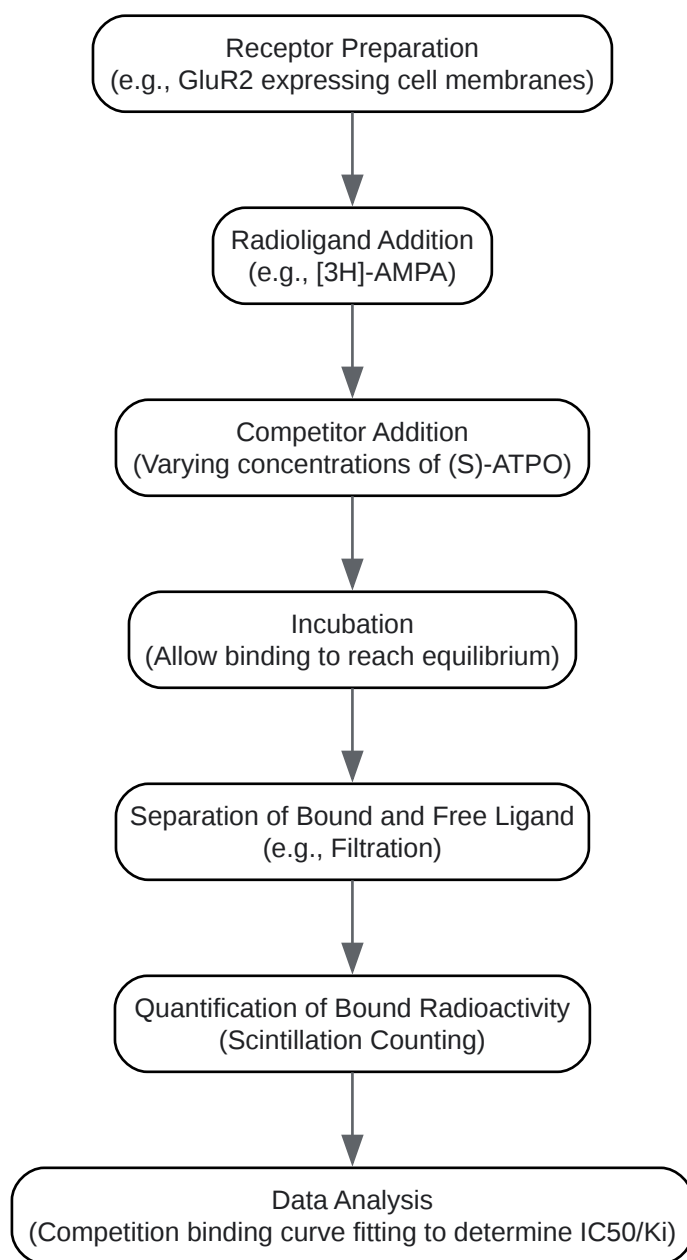 Receptor Preparation
(e.g., GluR2 expressing cell membranes)
Radioligand Addition
(e.g., [3H]-AMPA)
Competitor Addition
(Varying concentrations of (S)-ATPO)
Incubation
(Allow binding to reach equilibrium)
Separation of Bound and Free Ligand
(e.g., Filtration)
Quantification of Bound Radioactivity
(Scintillation Counting)
Data Analysis
(Competition binding curve fitting to determine IC50/Ki)